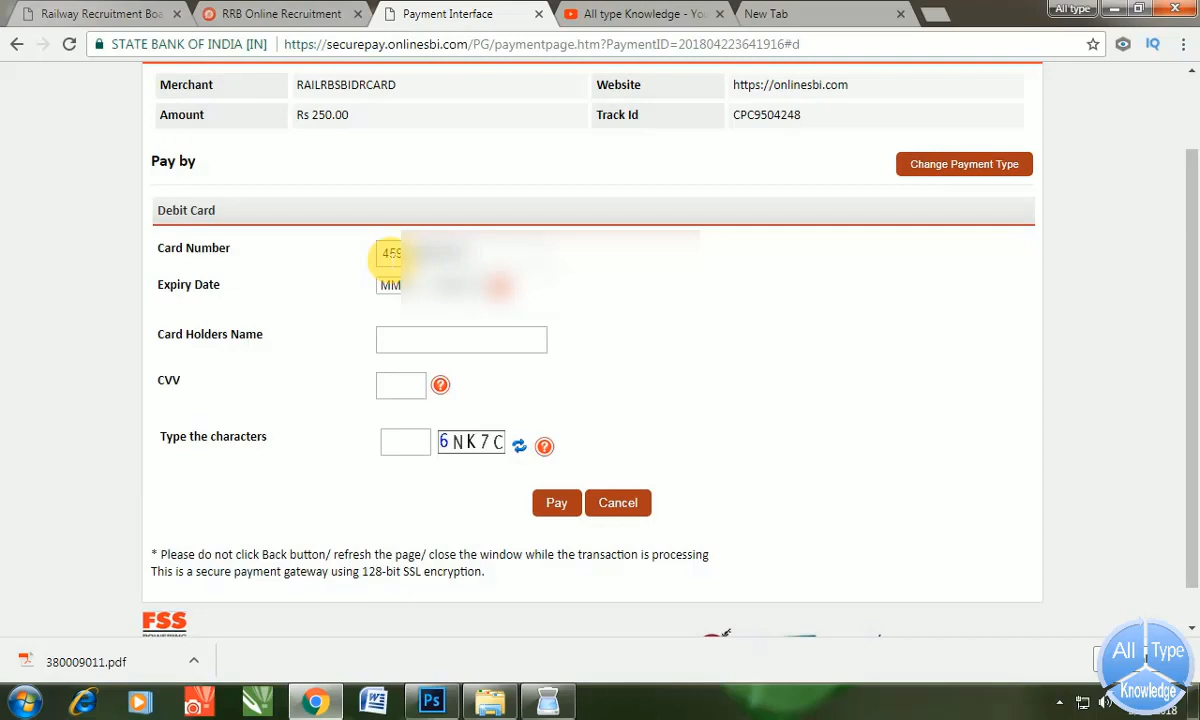 Railway Recruitment Boa
RRB Online Recruitment
Payment Interface
All type Knowledge - Yo
New Tab
All type
STATE BANK OF INDIA [IN]
https://securepay.onlinesbi.com/PG/paymentpage.htm?PaymentID=201804223641916#d
IQ
Merchant RAILRBSBIDRCARD Website https://onlinesbi.com
Amount Rs 250.00 Track Id CPC9504248
Pay by
Change Payment Type
Debit Card
Card Number 459
Expiry Date MM
Card Holders Name
CVV ?
Type the characters 6NK7C ?
Pay Cancel
* Please do not click Back button/ refresh the page/ close the window while the transaction is processing
This is a secure payment gateway using 128-bit SSL encryption.
FSS
380009011.pdf
Ps
All Type
Knowledge
2018